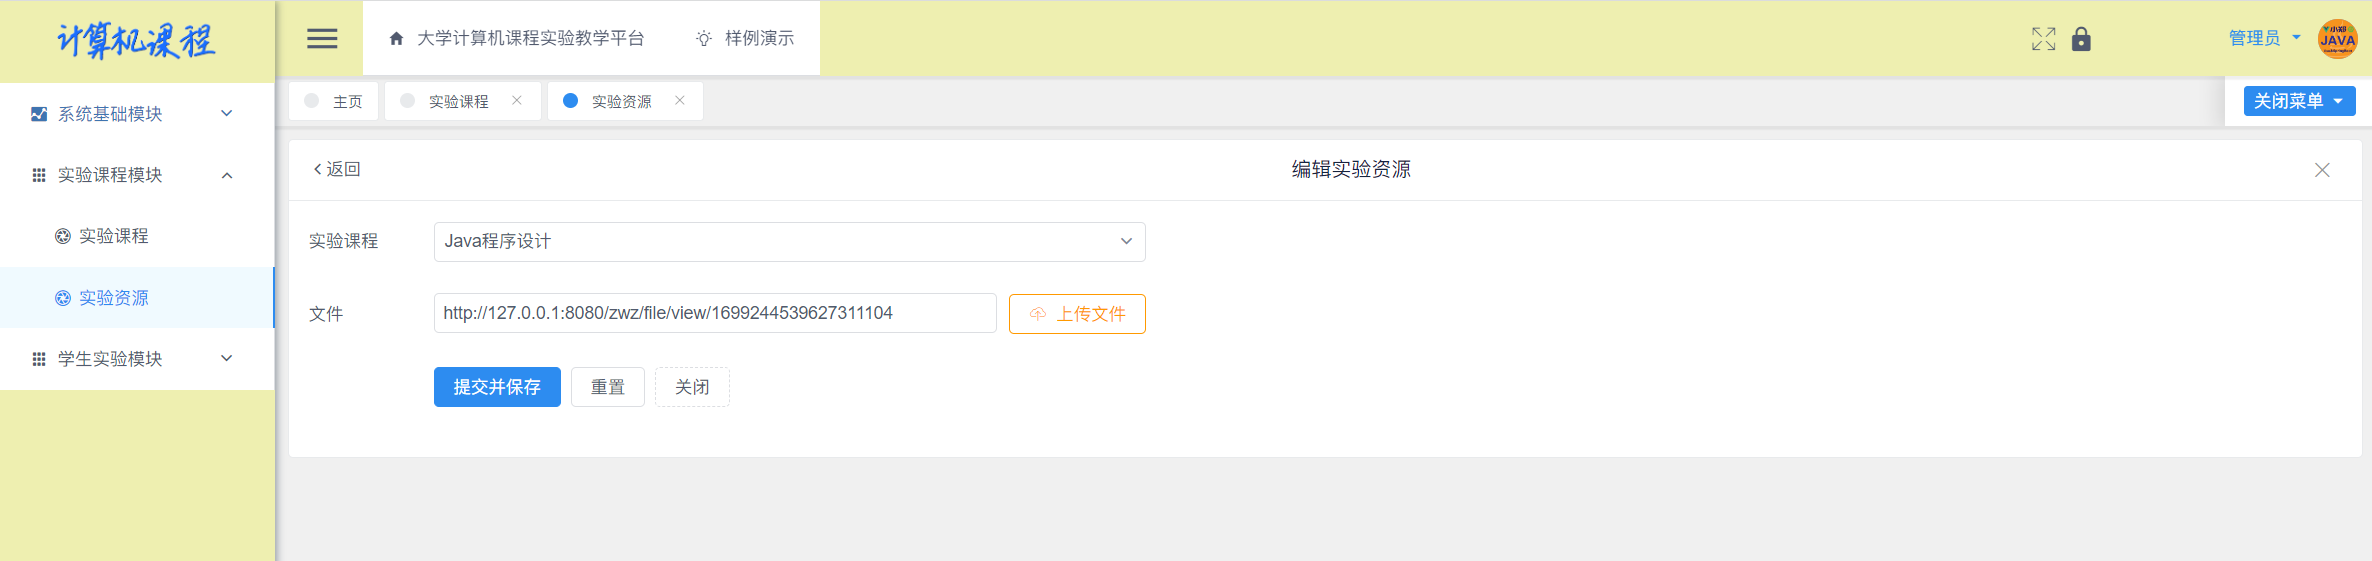 计算机课程
大学计算机课程实验教学平台
样例演示
管理员
小郑
JAVA
主页
实验课程
实验资源
关闭菜单
系统基础模块
实验课程模块
实验课程
实验资源
学生实验模块
返回
编辑实验资源
实验课程
Java程序设计
文件
http://127.0.0.1:8080/zwz/file/view/1699244539627311104
上传文件
提交并保存
重置
关闭